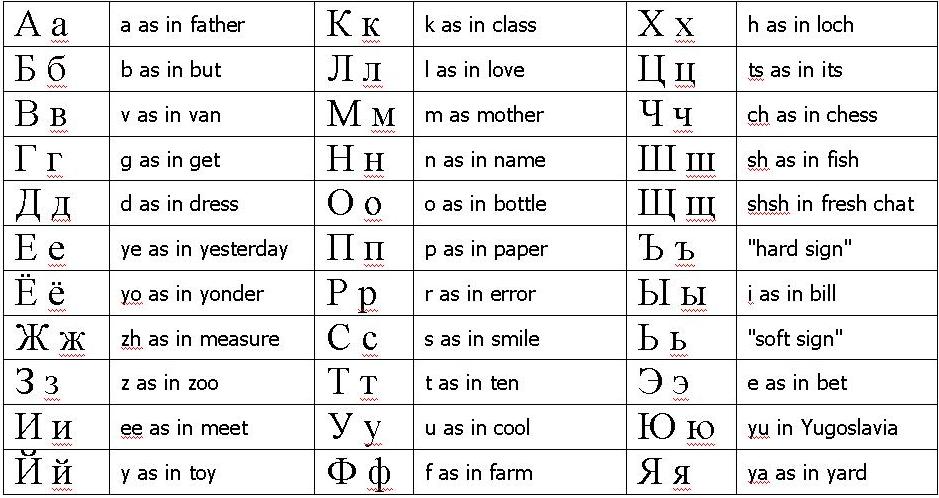 А а a as in father К к k as in class Х х h as in loch
Б б b as in but Л л l as in love Ц ц ts as in its
В в v as in van М м m as mother Ч ч ch as in chess
Г г g as in get Н н n as in name Ш ш sh as in fish
Д д d as in dress О о o as in bottle Щ щ shsh in fresh chat
Е е ye as in yesterday П п p as in paper Ъ ъ "hard sign"
Ё ё yo as in yonder Р р r as in error Ы ы i as in bill
Ж ж zh as in measure С с s as in smile Ь ь "soft sign"
З з z as in zoo Т т t as in ten Э э e as in bet
И и ee as in meet У у u as in cool Ю ю yu in Yugoslavia
Й й y as in toy Ф ф f as in farm Я я ya as in yard